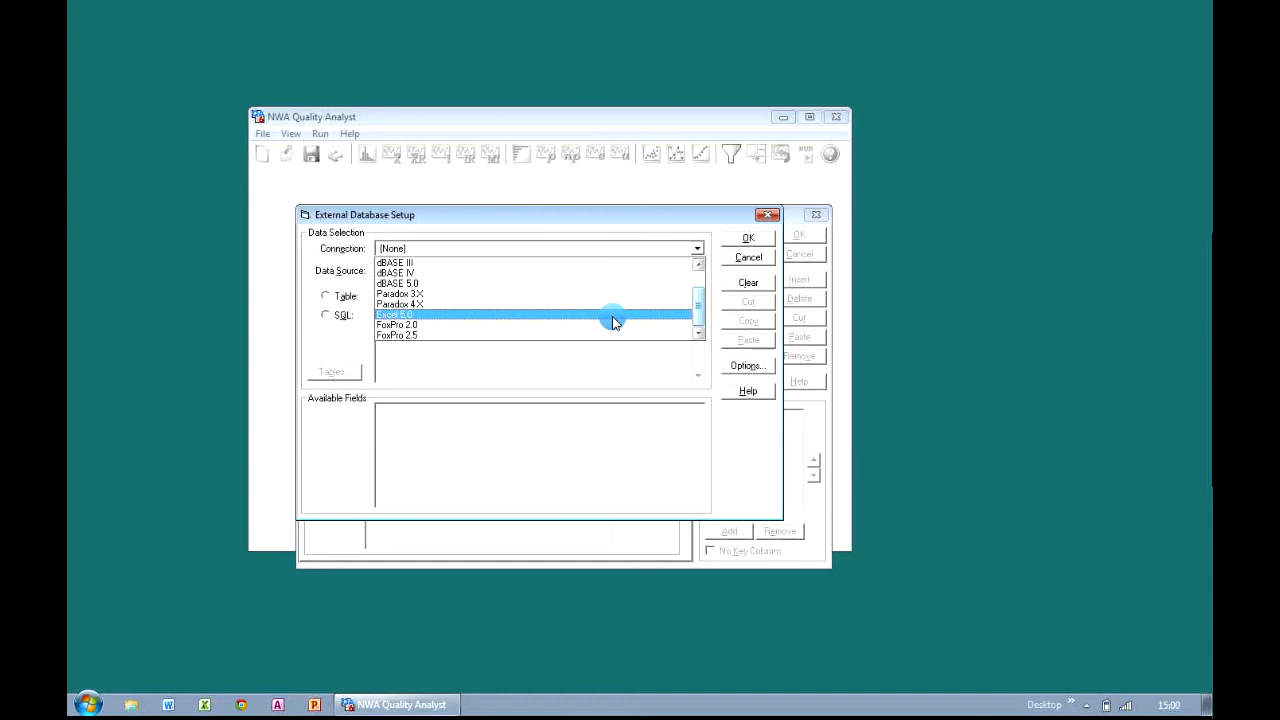 NWA Quality Analyst
File View Run Help
External Database Setup
Data Selection
Connection: [None]
OK
OK
Cancel
Cancel
dBASE III
dBASE IV
Data Source:
dBASE 5.0
Clear
Insert
Table:
Paradox 3.X
Cut
Delete
Paradox 4.X
SQL:
Excel 5.0
Copy
Cut
FoxPro 2.0
FoxPro 2.5
Paste
Paste
Remove
Tables...
Options...
Help
Help
Available Fields
Add Remove
No Key Columns
NWA Quality Analyst
Desktop
15:00